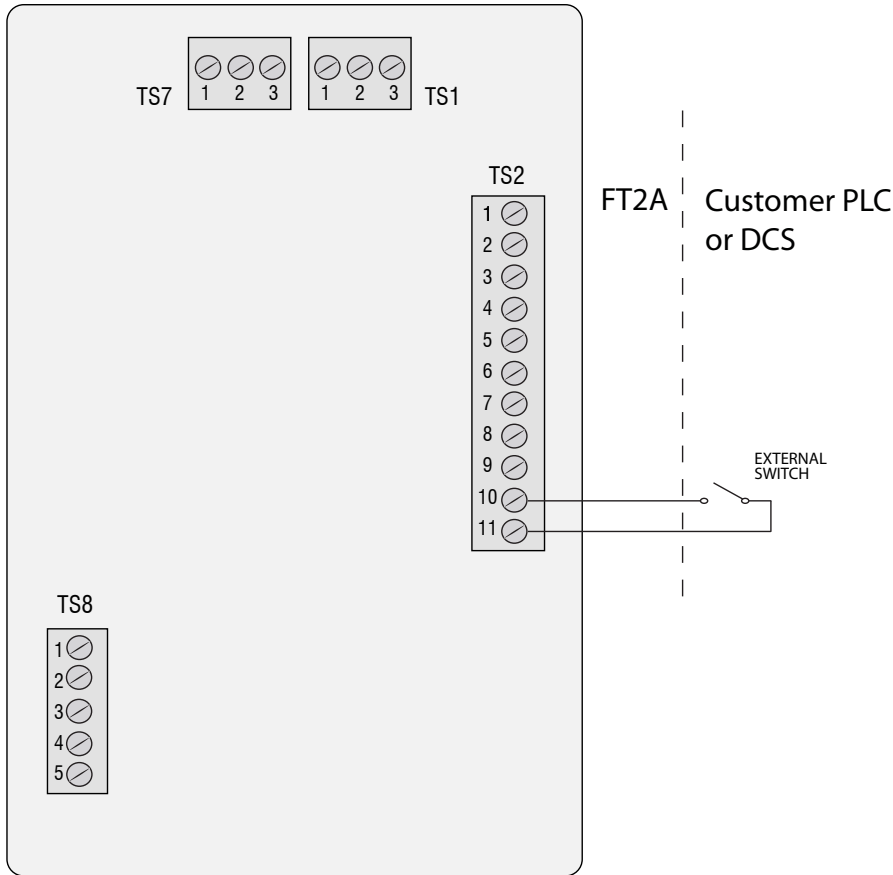 TS7
1 2 3
1 2 3
TS1
TS2
1
2
3
4
5
6
7
8
9
10
11
FT2A
Customer PLC
or DCS
EXTERNAL
SWITCH
TS8
1
2
3
4
5